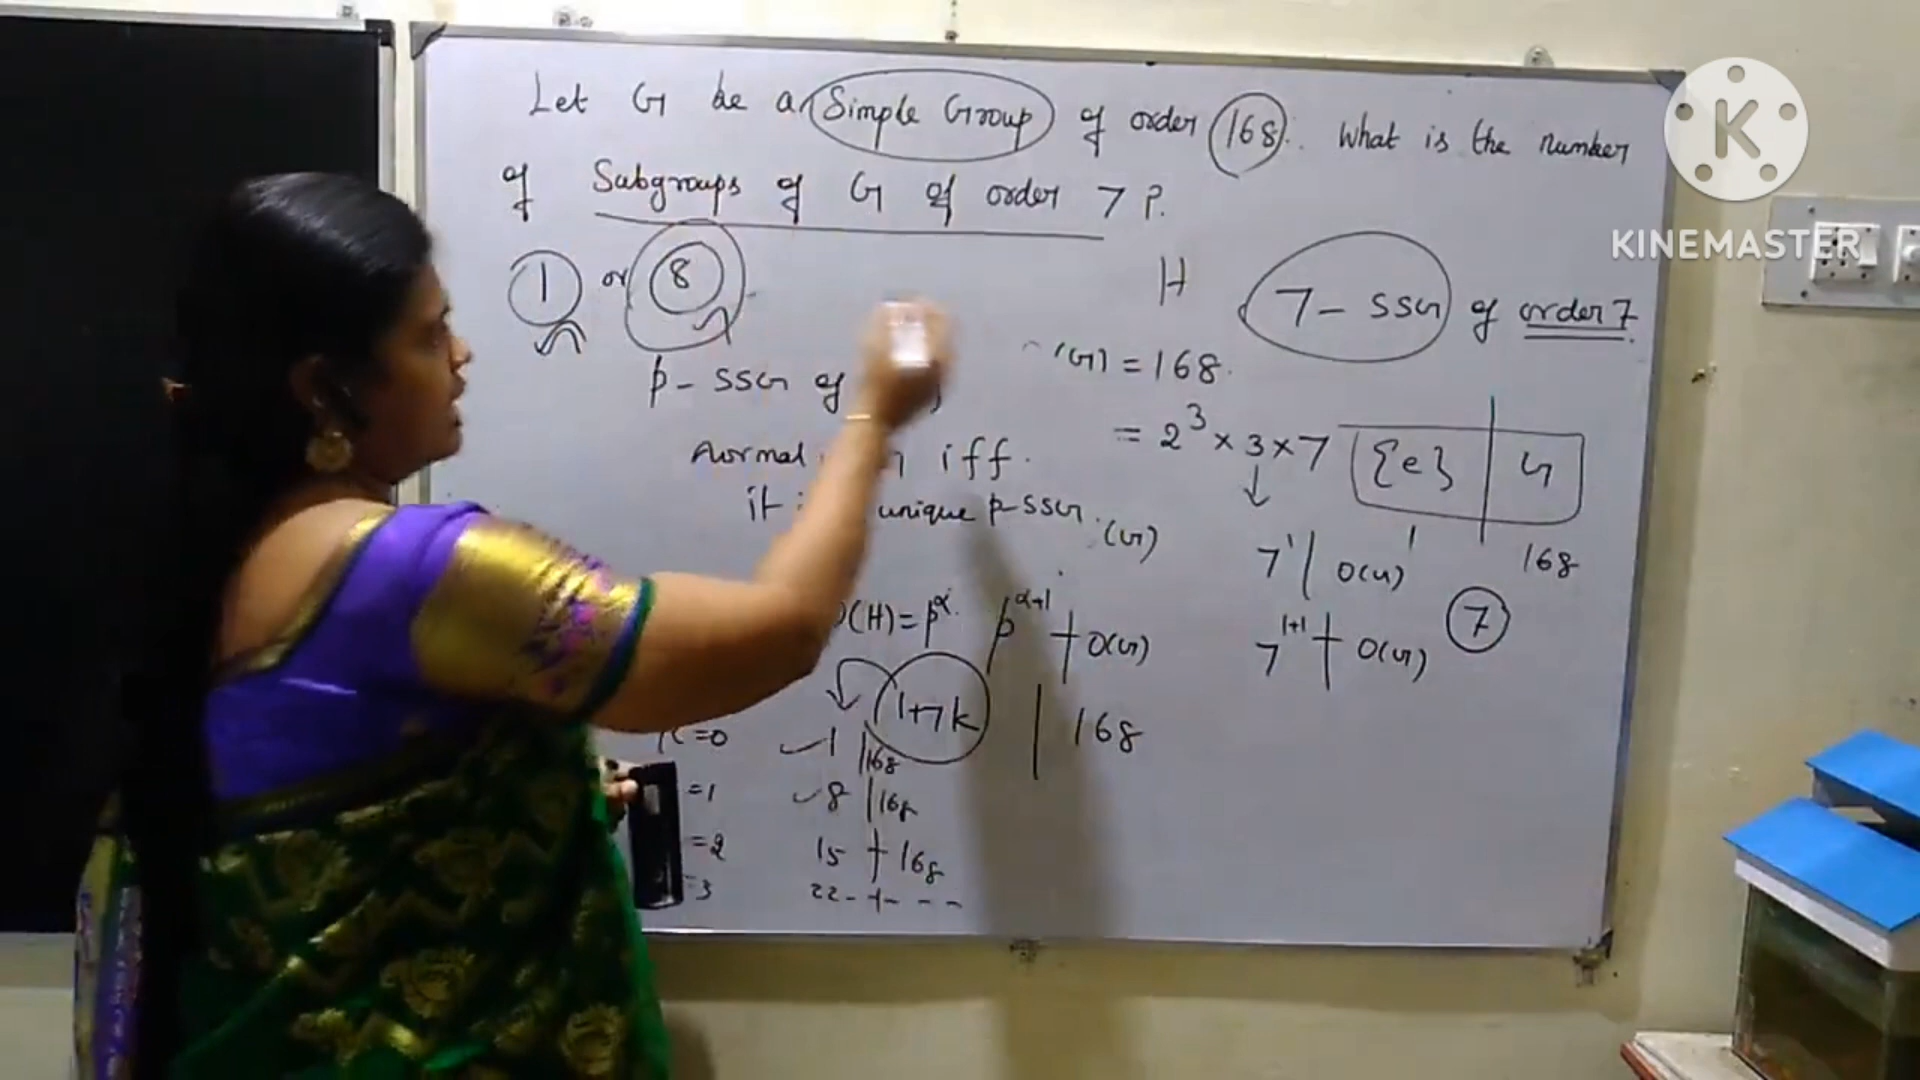 Let G be a Simple Group of order 168. What is the number
of Subgroups of G of order 7 ?
1 or 8
H 7- SSG of order 7
p- SSG of
(G) = 168.
= 2³ × 3 × 7
{e} G
1 168
normal iff.
it unique p-SSG.
(G)
7¹ | O(G)
7¹⁺¹ ∤ O(G)
7
O(H) = p^α. p^α+1 ∤ O(G)
1+7k | 168
K=0 ✓1 |168
=1 ✓8 |168
=2 15 ∤ 168
=3 22 - ∤ - - -
K
KINEMASTER